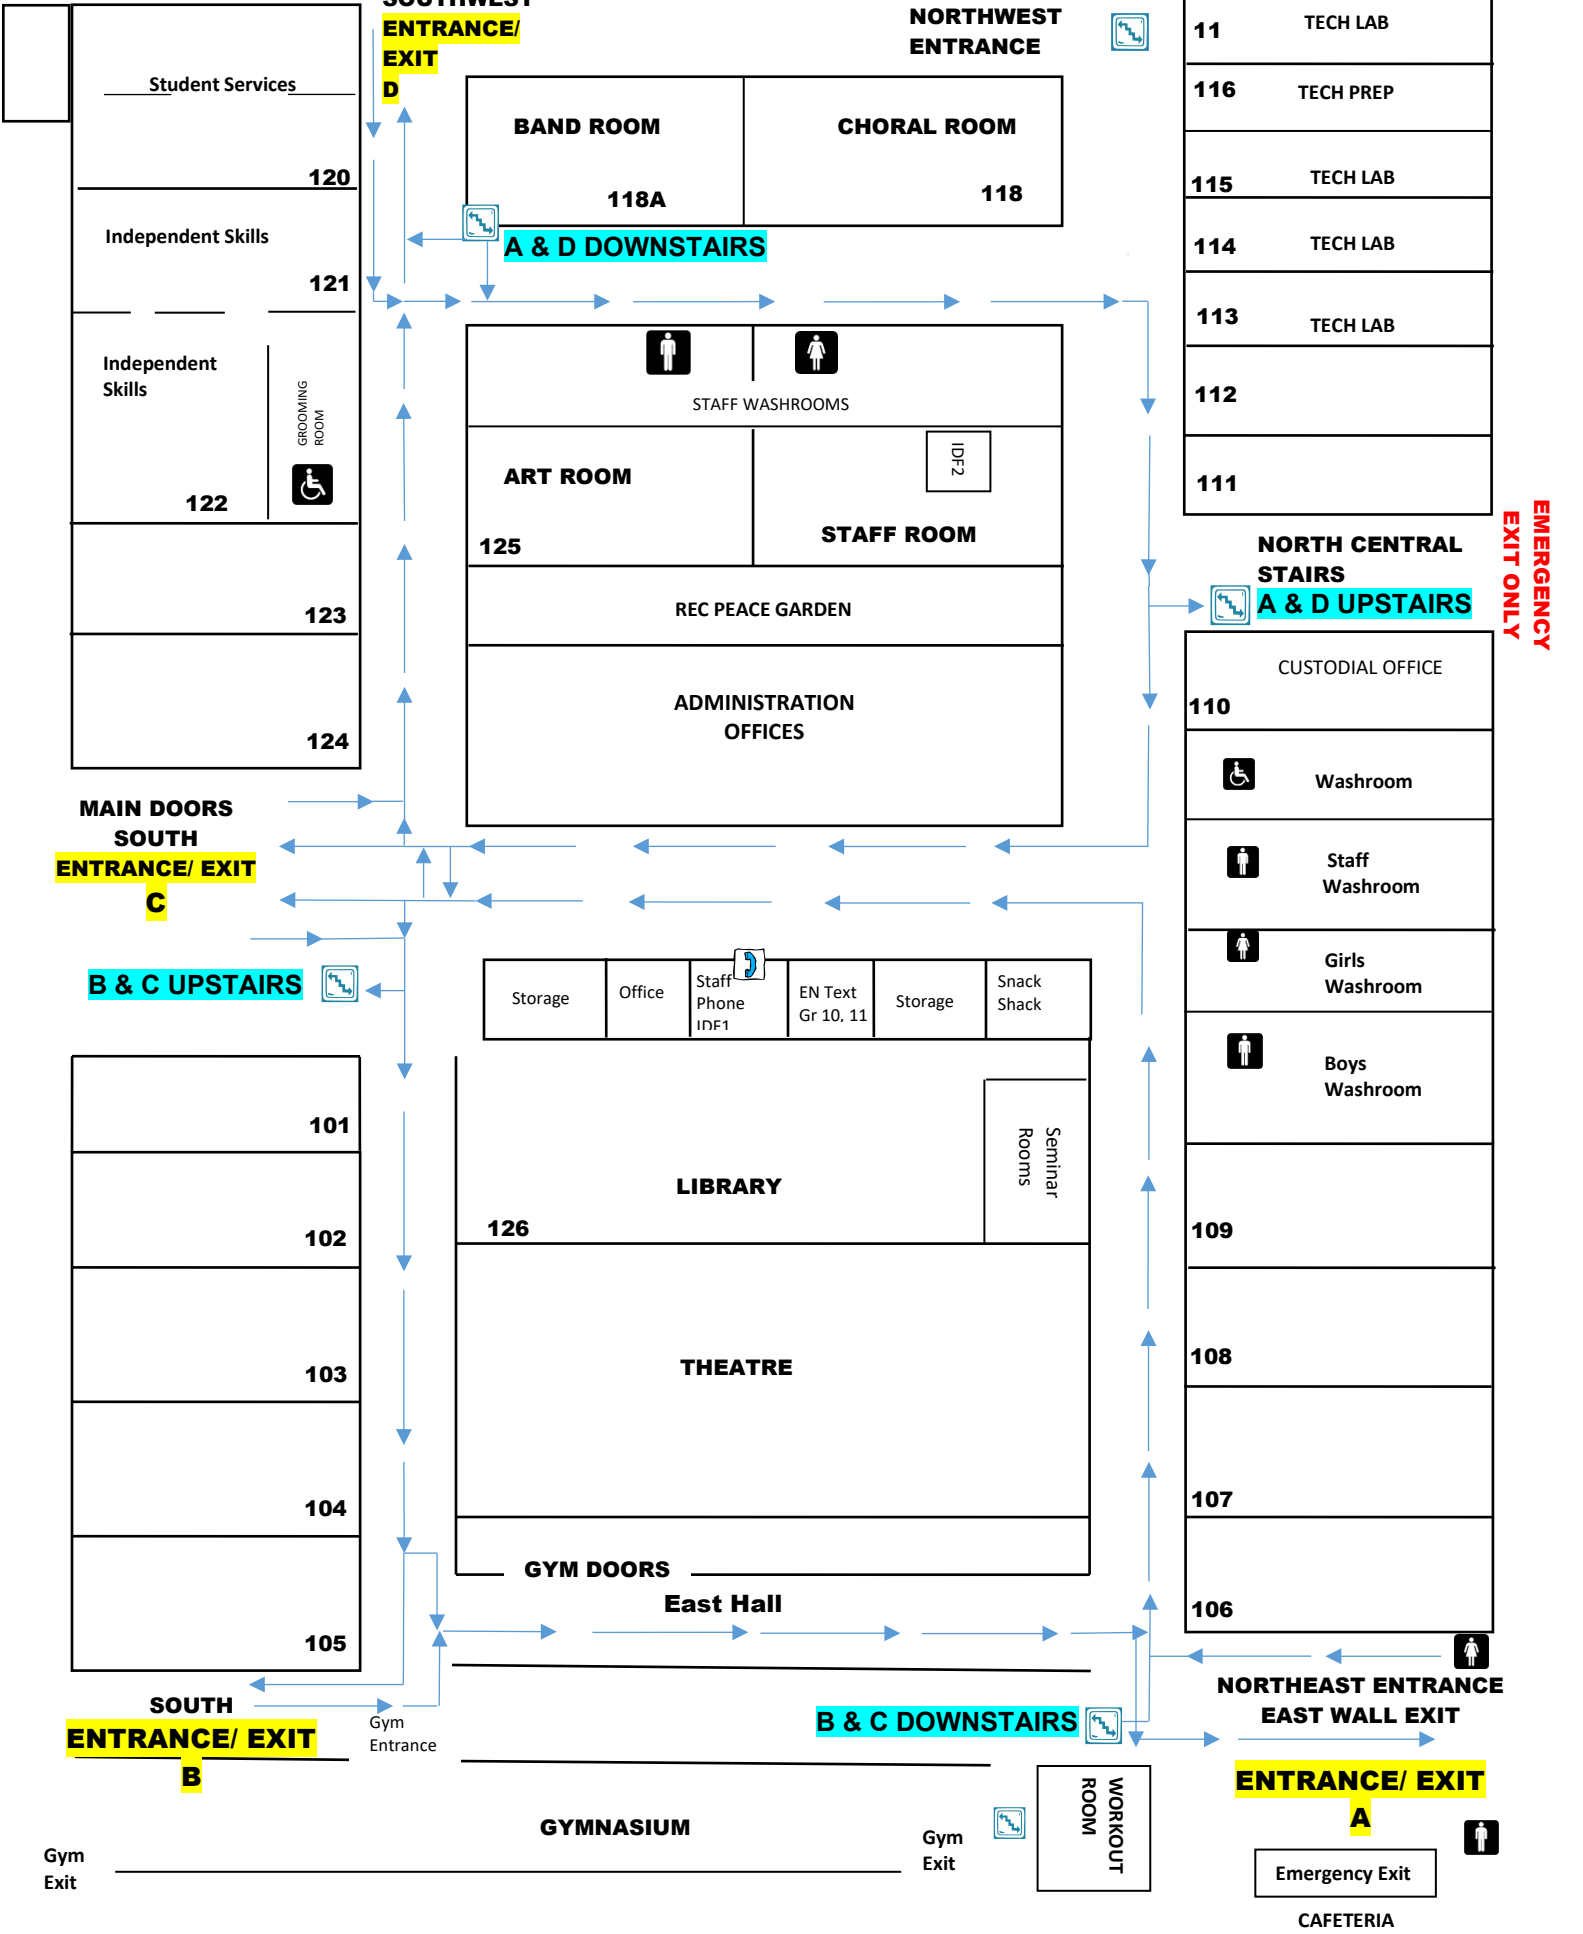 SOUTHWEST
ENTRANCE/
EXIT
D
NORTHWEST
ENTRANCE
11
TECH LAB
Student Services
120
BAND ROOM
118A
CHORAL ROOM
118
116
TECH PREP
115
TECH LAB
Independent Skills
121
A & D DOWNSTAIRS
114
TECH LAB
113
TECH LAB
Independent
Skills
122
GROOMING
ROOM
STAFF WASHROOMS
112
ART ROOM
125
IDF2
STAFF ROOM
111
EMERGENCY
EXIT ONLY
NORTH CENTRAL
STAIRS
A & D UPSTAIRS
123
REC PEACE GARDEN
CUSTODIAL OFFICE
110
124
ADMINISTRATION
OFFICES
Washroom
MAIN DOORS
SOUTH
ENTRANCE/ EXIT
C
Staff
Washroom
B & C UPSTAIRS
Girls
Washroom
Storage
Office
Staff
Phone
IDF1
EN Text
Gr 10, 11
Storage
Snack
Shack
Boys
Washroom
101
Seminar
Rooms
LIBRARY
126
102
109
103
THEATRE
108
104
107
GYM DOORS
East Hall
105
106
SOUTH
ENTRANCE/ EXIT
B
Gym
Entrance
B & C DOWNSTAIRS
NORTHEAST ENTRANCE
EAST WALL EXIT
ENTRANCE/ EXIT
A
WORKOUT
ROOM
GYMNASIUM
Gym
Exit
Gym
Exit
Emergency Exit
CAFETERIA